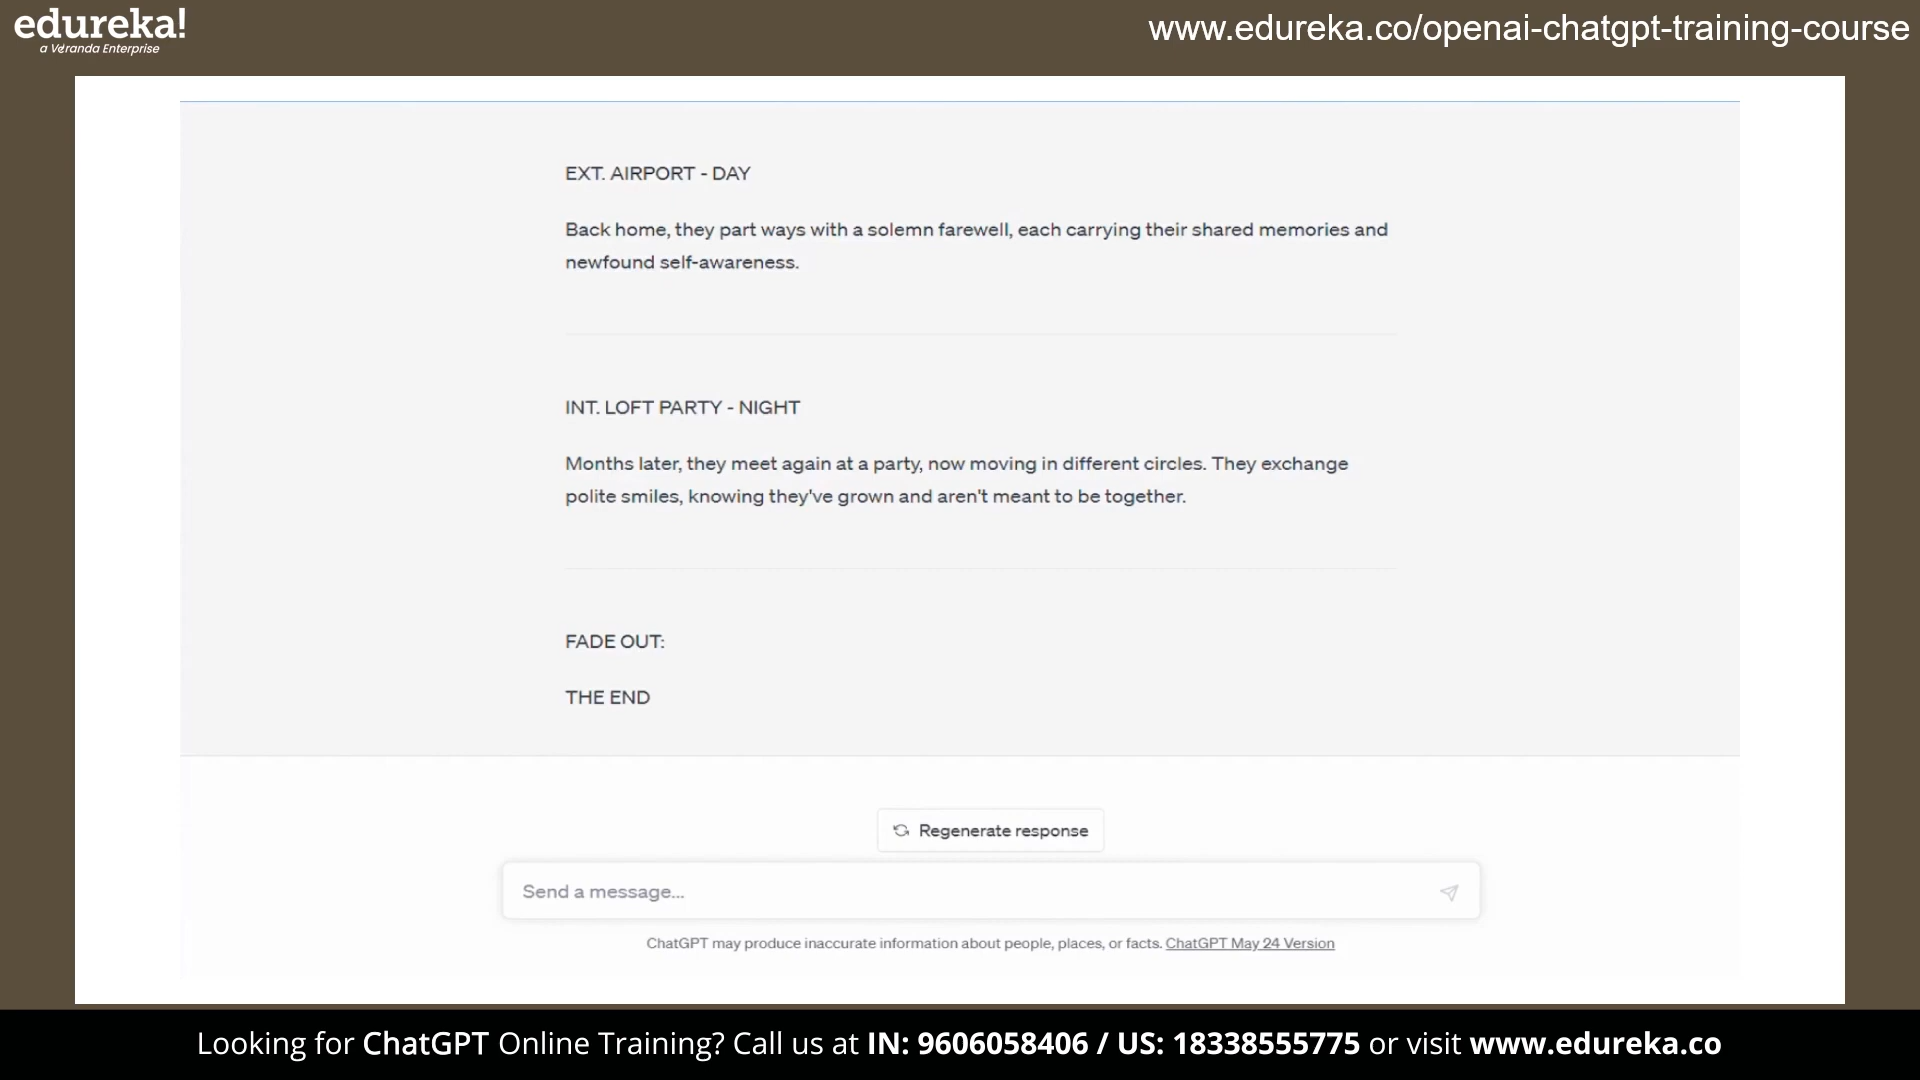 edureka!
a Veranda Enterprise
www.edureka.co/openai-chatgpt-training-course
EXT. AIRPORT - DAY
Back home, they part ways with a solemn farewell, each carrying their shared memories and
newfound self-awareness.
INT. LOFT PARTY - NIGHT
Months later, they meet again at a party, now moving in different circles. They exchange
polite smiles, knowing they've grown and aren't meant to be together.
FADE OUT:
THE END
Regenerate response
Send a message...
ChatGPT may produce inaccurate information about people, places, or facts. ChatGPT May 24 Version
Looking for ChatGPT Online Training? Call us at IN: 9606058406 / US: 18338555775 or visit www.edureka.co